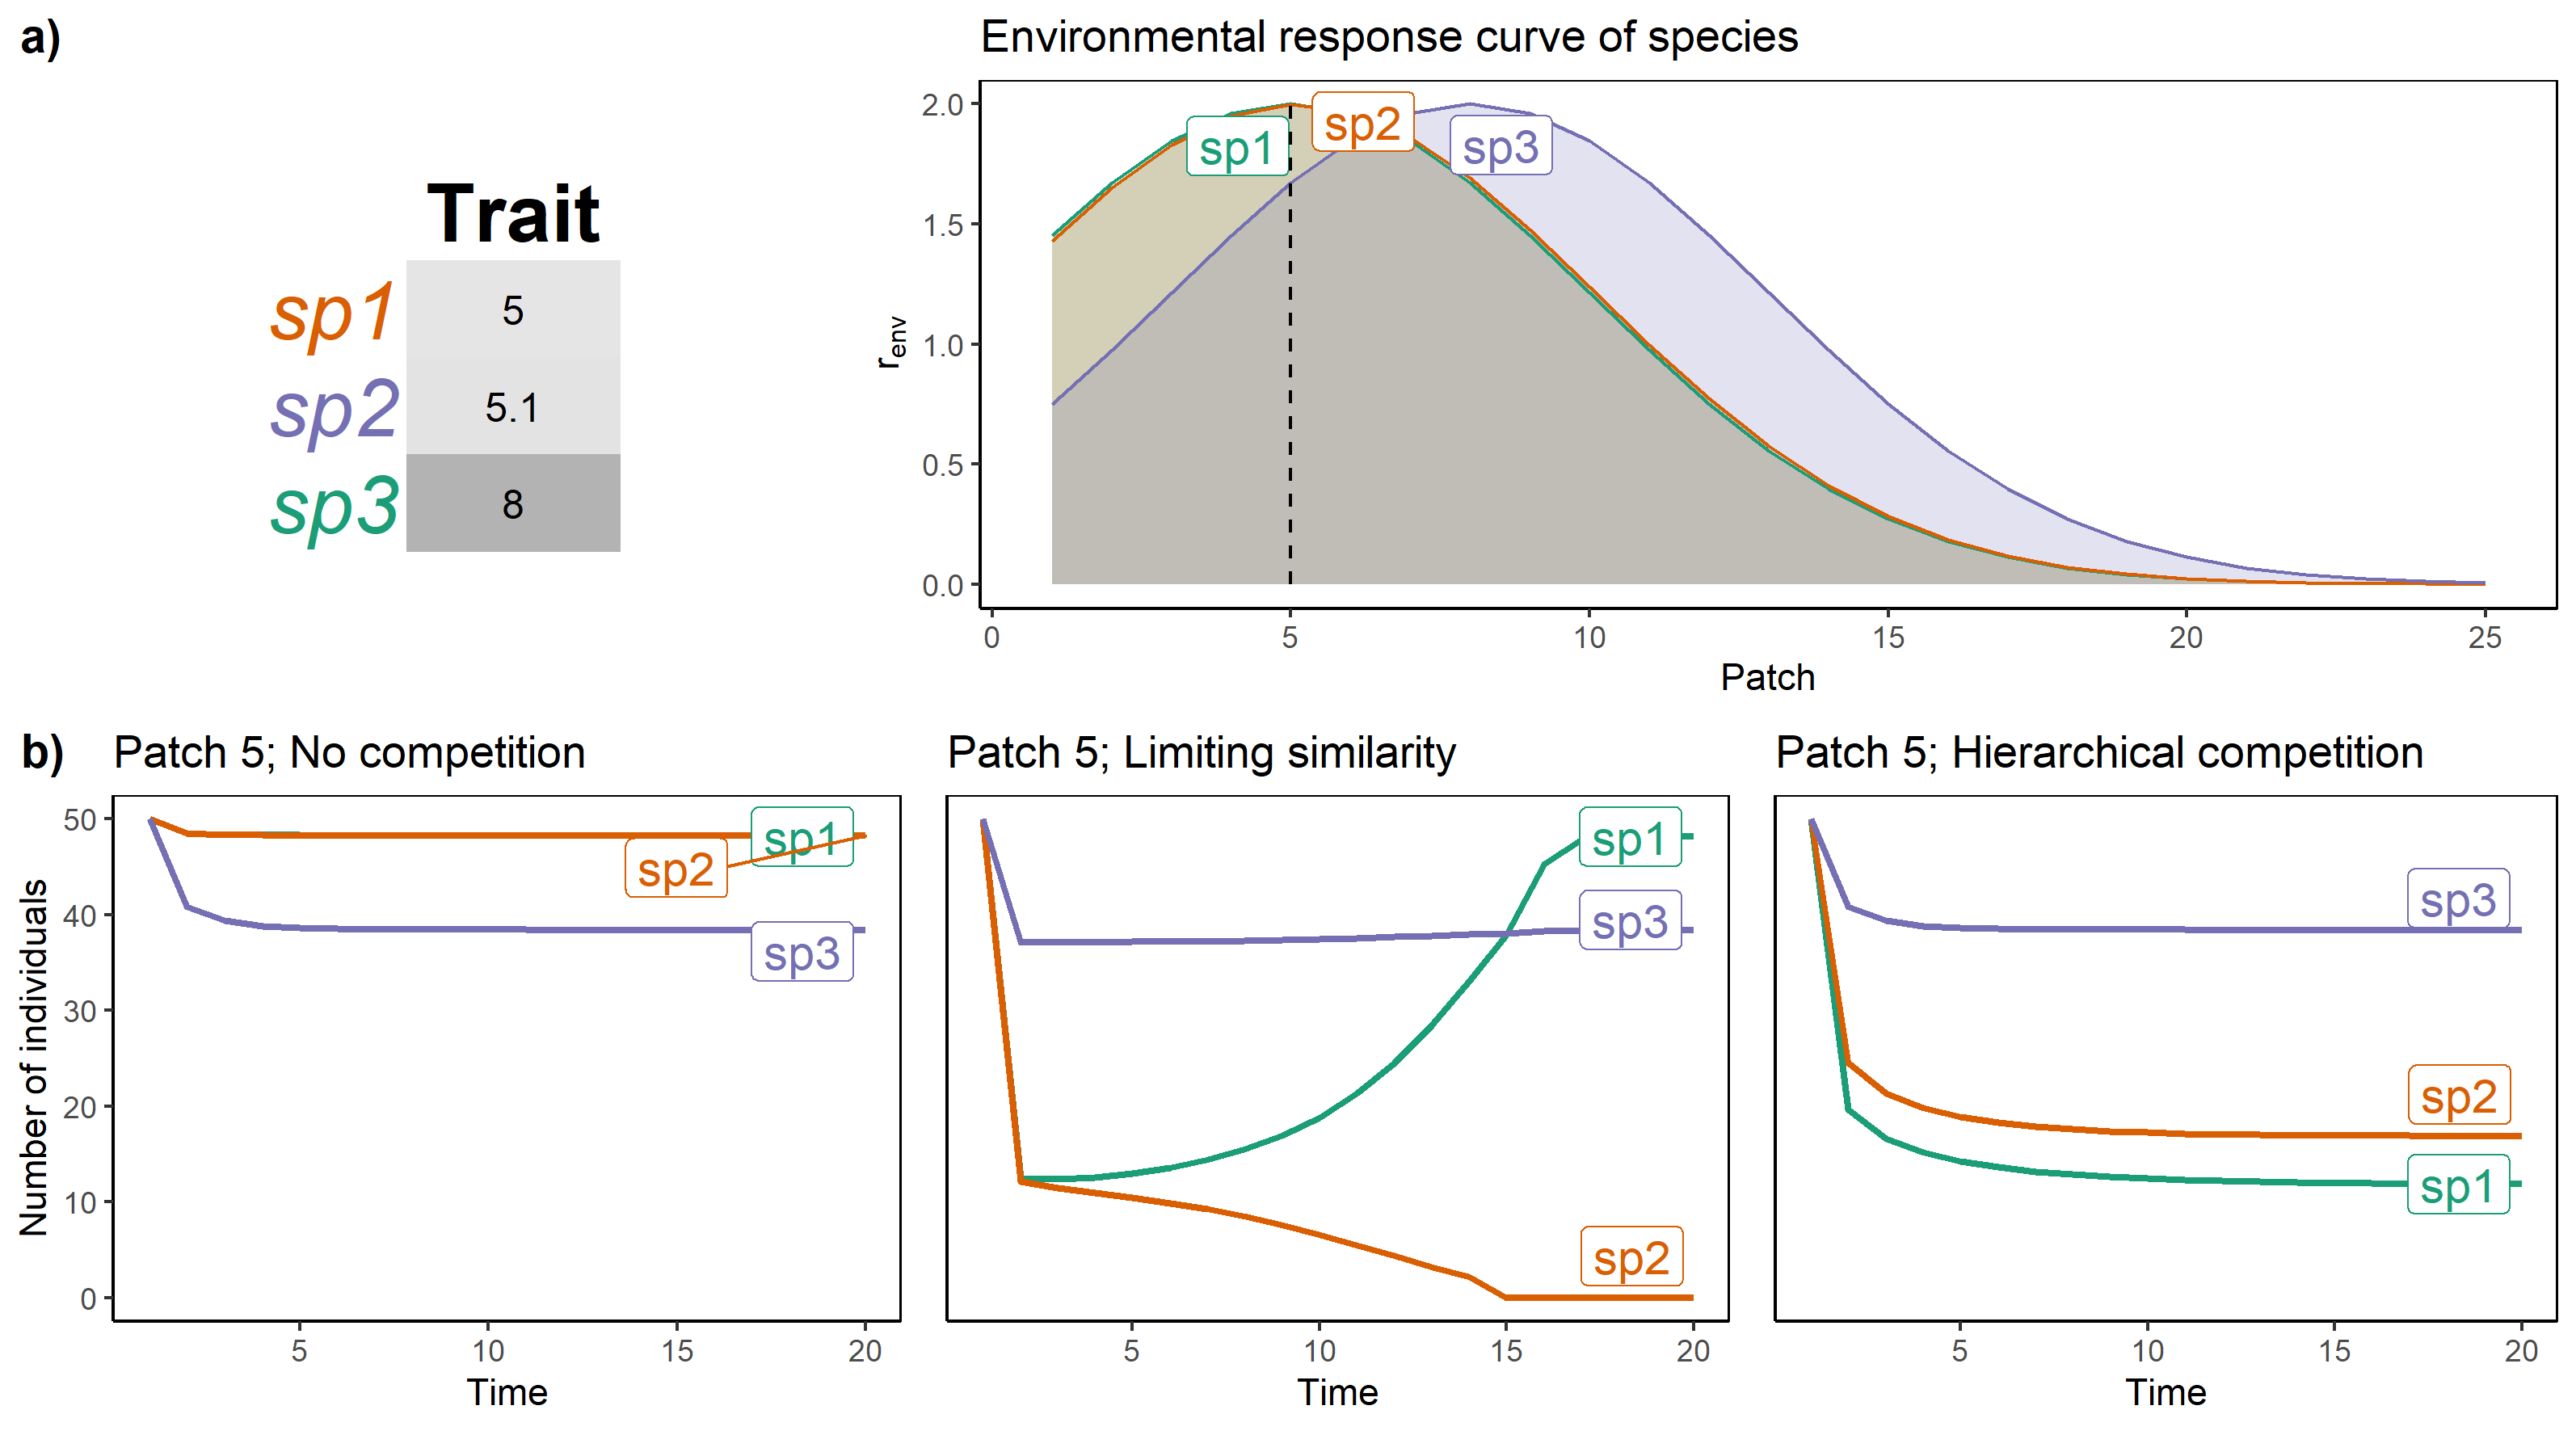 a)
Trait
sp1 5
sp2 5.1
sp3 8
Environmental response curve of species
2.0
1.5
1.0
0.5
0.0
r_env
sp1
sp2
sp3
0 5 10 15 20 25
Patch
b)
Patch 5; No competition
Number of individuals
50
40
30
20
10
0
sp1
sp2
sp3
5 10 15 20
Time
Patch 5; Limiting similarity
sp1
sp3
sp2
5 10 15 20
Time
Patch 5; Hierarchical competition
sp3
sp2
sp1
5 10 15 20
Time